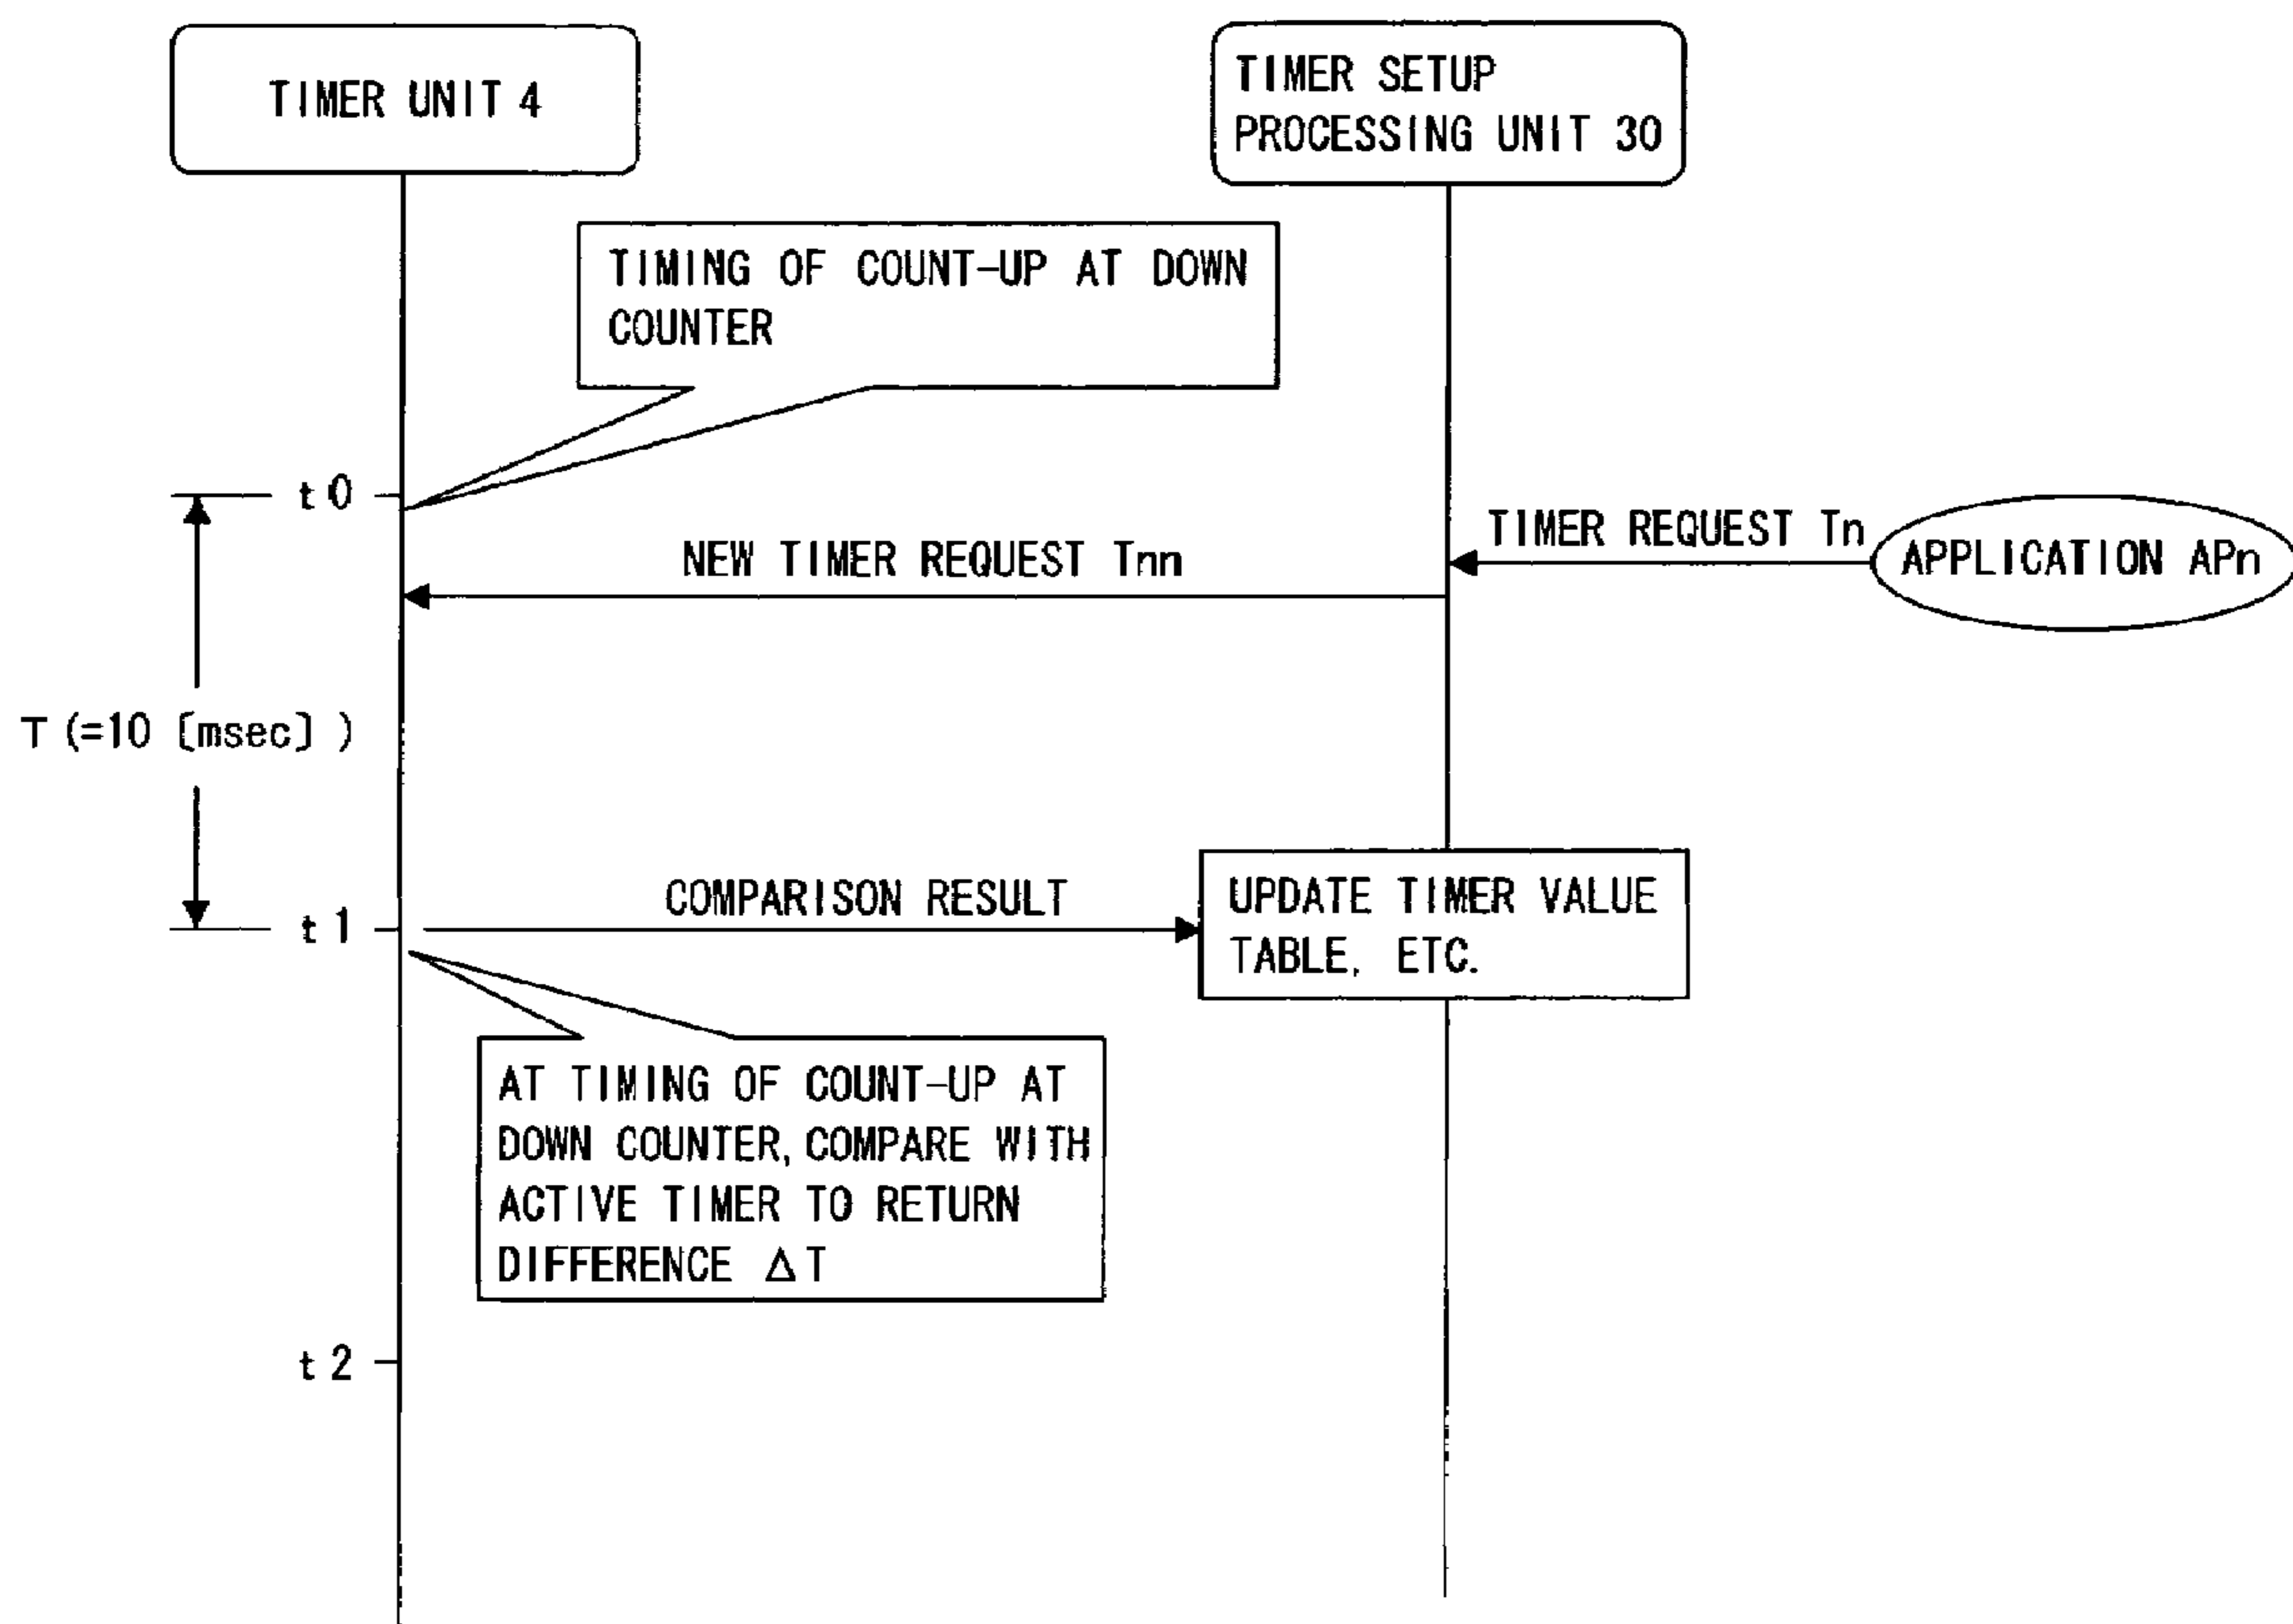 TIMER UNIT 4
TIMER SETUP
PROCESSING UNIT 30
TIMING OF COUNT-UP AT DOWN
COUNTER
t0
TIMER REQUEST Tn
APPLICATION APn
NEW TIMER REQUEST Tnn
T (=10 [msec] )
COMPARISON RESULT
UPDATE TIMER VALUE
TABLE, ETC.
t1
AT TIMING OF COUNT-UP AT
DOWN COUNTER, COMPARE WITH
ACTIVE TIMER TO RETURN
DIFFERENCE ΔT
t2